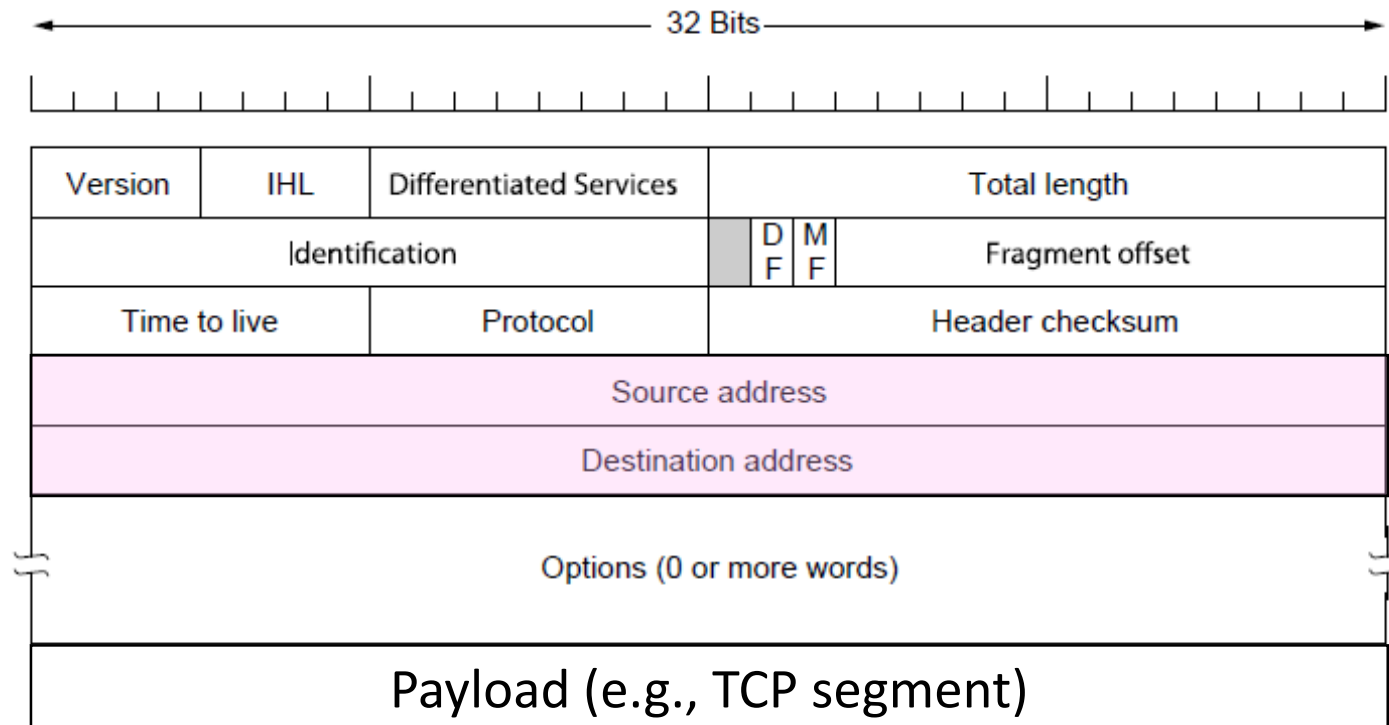 32 Bits
Version IHL Differentiated Services Total length
Identification D F M F Fragment offset
Time to live Protocol Header checksum
Source address
Destination address
Options (0 or more words)
Payload (e.g., TCP segment)